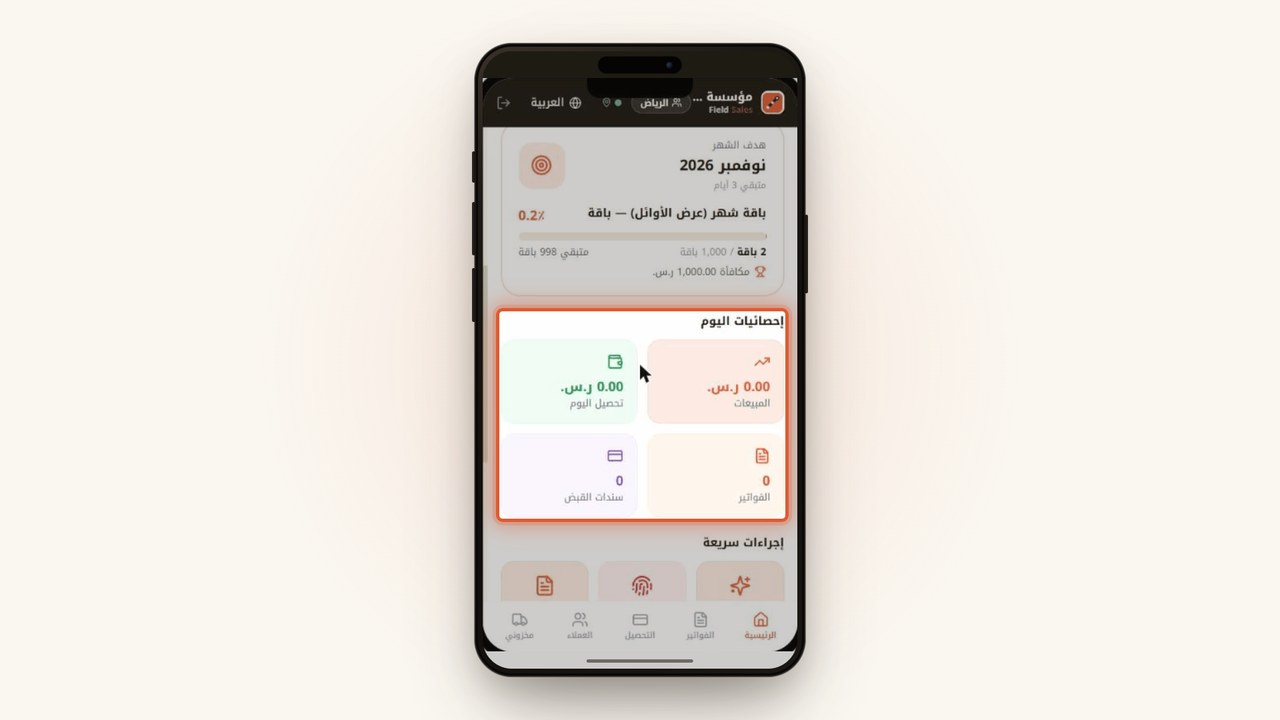 مؤسسة ...
Field Sales
الرياض
العربية
هدف الشهر
نوفمبر 2026
متبقي 3 أيام
باقة شهر (عرض الأوائل) — باقة
0.2٪
2 باقة / 1,000 باقة
متبقي 998 باقة
مكافأة 1,000.00 ر.س.
إحصائيات اليوم
0.00 ر.س.
المبيعات
0.00 ر.س.
تحصيل اليوم
0
الفواتير
0
سندات القبض
إجراءات سريعة
الرئيسية
الفواتير
التحصيل
العملاء
مخزوني